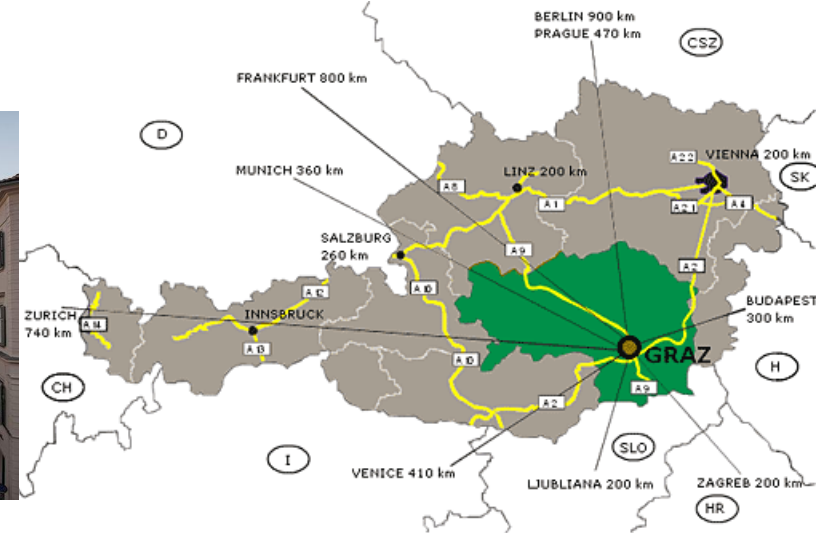 BERLIN 900 km
PRAGUE 470 km
CSZ
FRANKFURT 800 km
D
MUNICH 360 km
LINZ 200 km
A22
VIENNA 200 km
SK
A8
A1
A21
A4
SALZBURG
260 km
A9
A2
A10
A12
ZURICH
740 km
A14
INNSBRUCK
A13
BUDAPEST
300 km
GRAZ
A10
H
CH
A9
A2
SLO
I
VENICE 410 km
LJUBLIANA 200 km
ZAGREB 200 km
HR